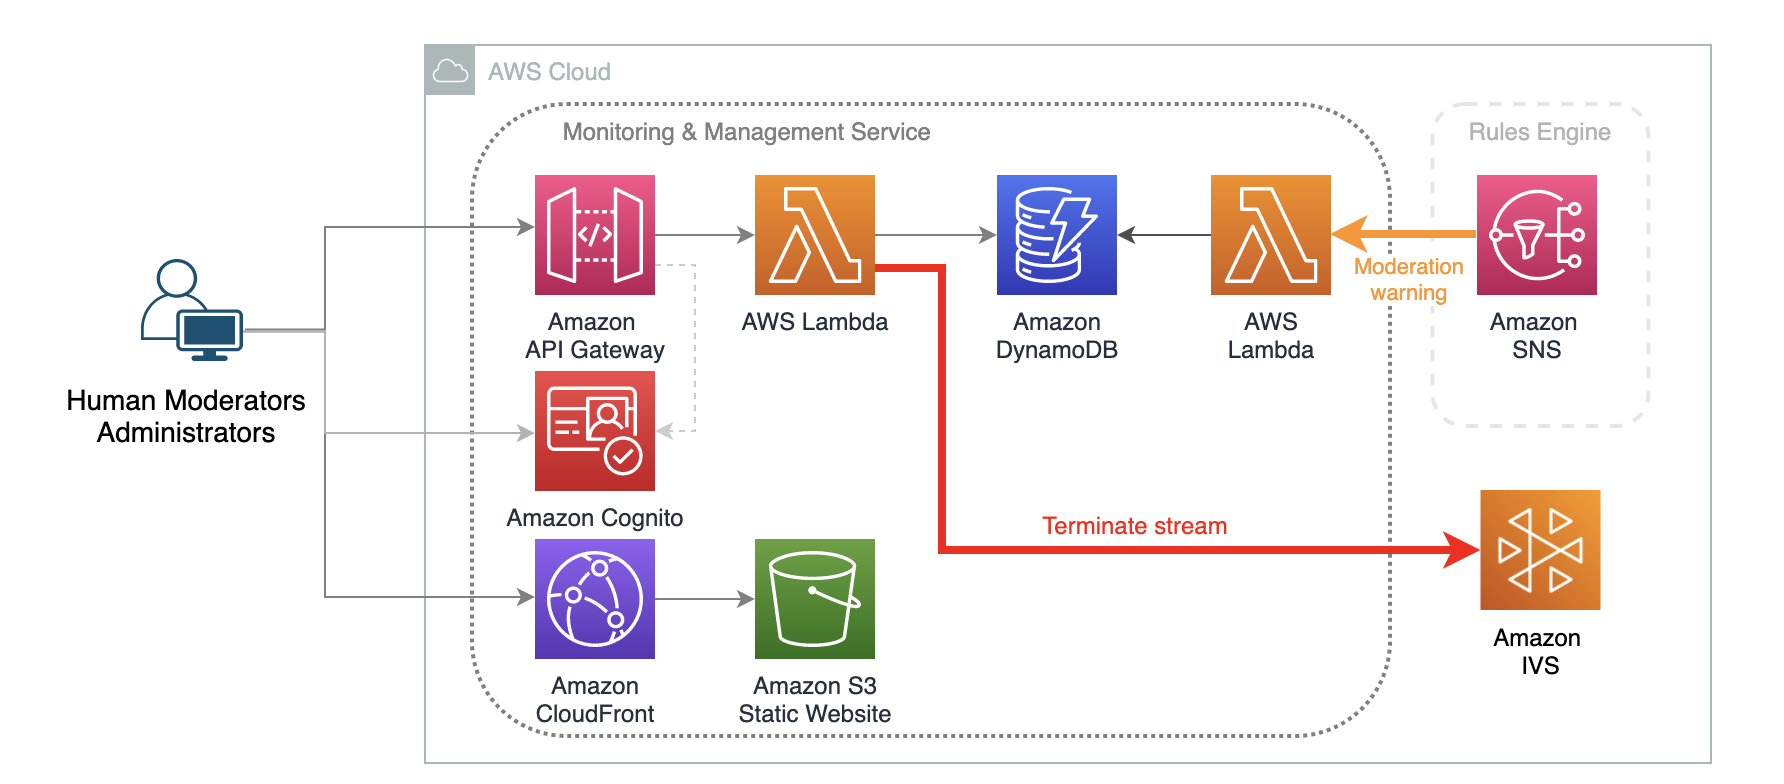 AWS Cloud
Monitoring & Management Service
Rules Engine
Amazon
API Gateway
AWS Lambda
Amazon
DynamoDB
AWS
Lambda
Moderation
warning
Amazon
SNS
Human Moderators
Administrators
Amazon Cognito
Terminate stream
Amazon
IVS
Amazon
CloudFront
Amazon S3
Static Website